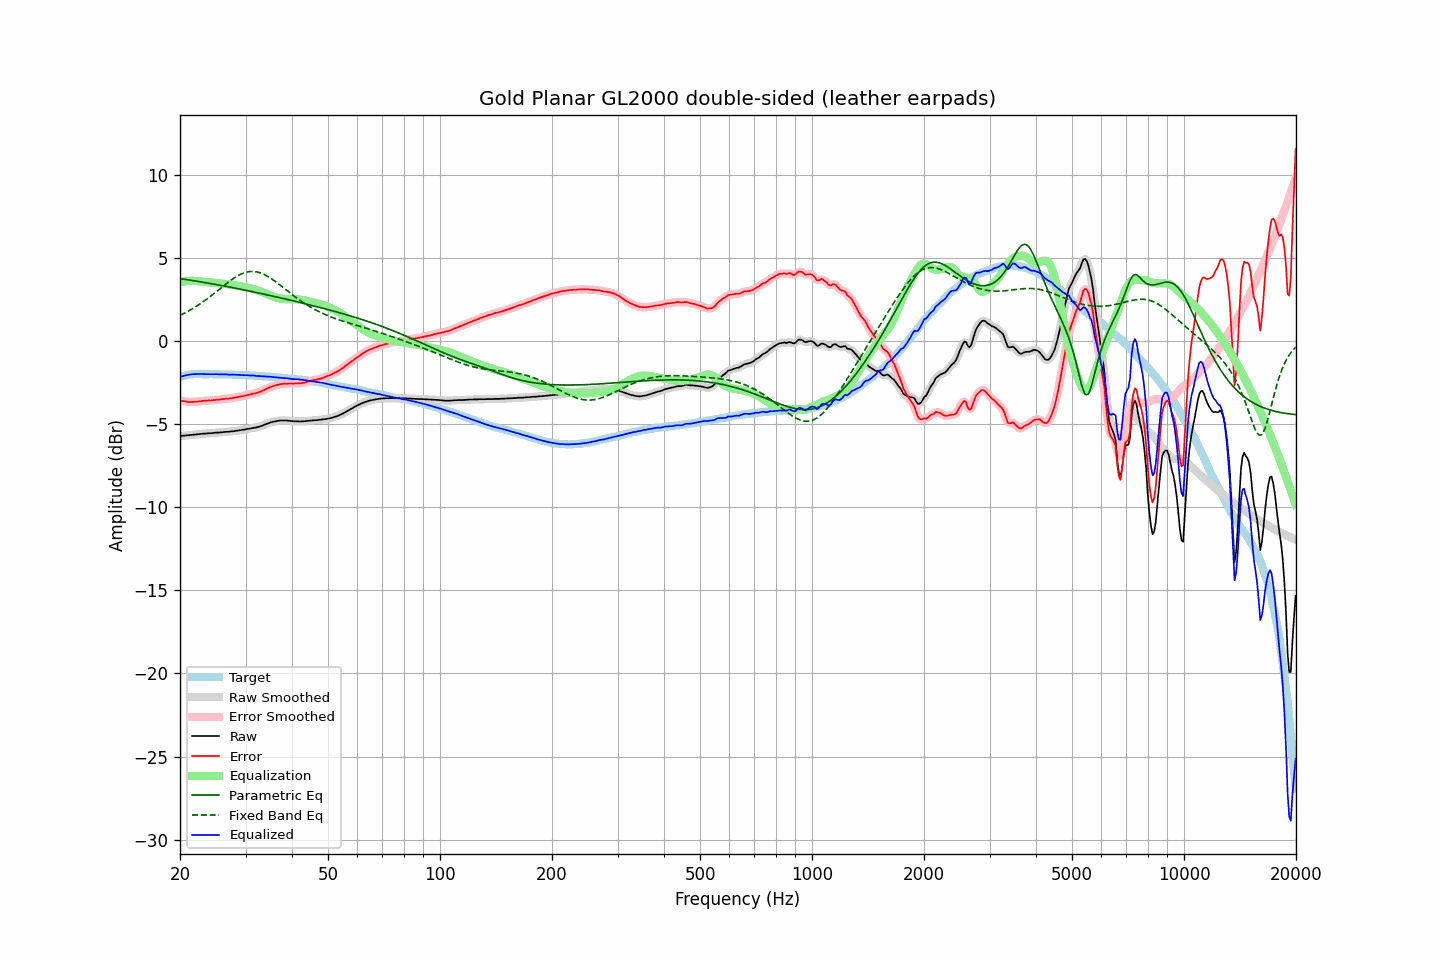 Gold Planar GL2000 double-sided (leather earpads)
Amplitude (dBr)
10
5
0
−5
−10
−15
−20
−25
−30
Target
Raw Smoothed
Error Smoothed
Raw
Error
Equalization
Parametric Eq
Fixed Band Eq
Equalized
20 50 100 200 500 1000 2000 5000 10000 20000
Frequency (Hz)